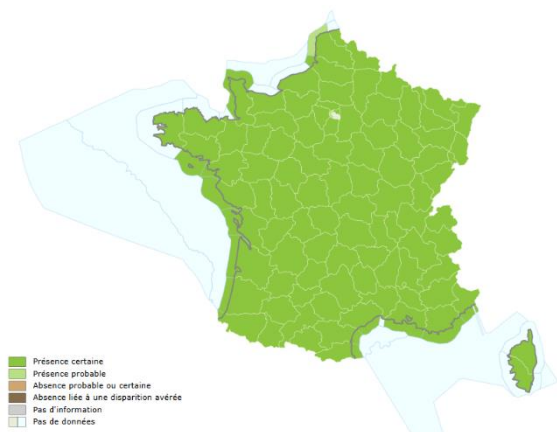 Présence certaine
Présence probable
Absence probable ou certaine
Absence liée à une disparition avérée
Pas d'information
Pas de données